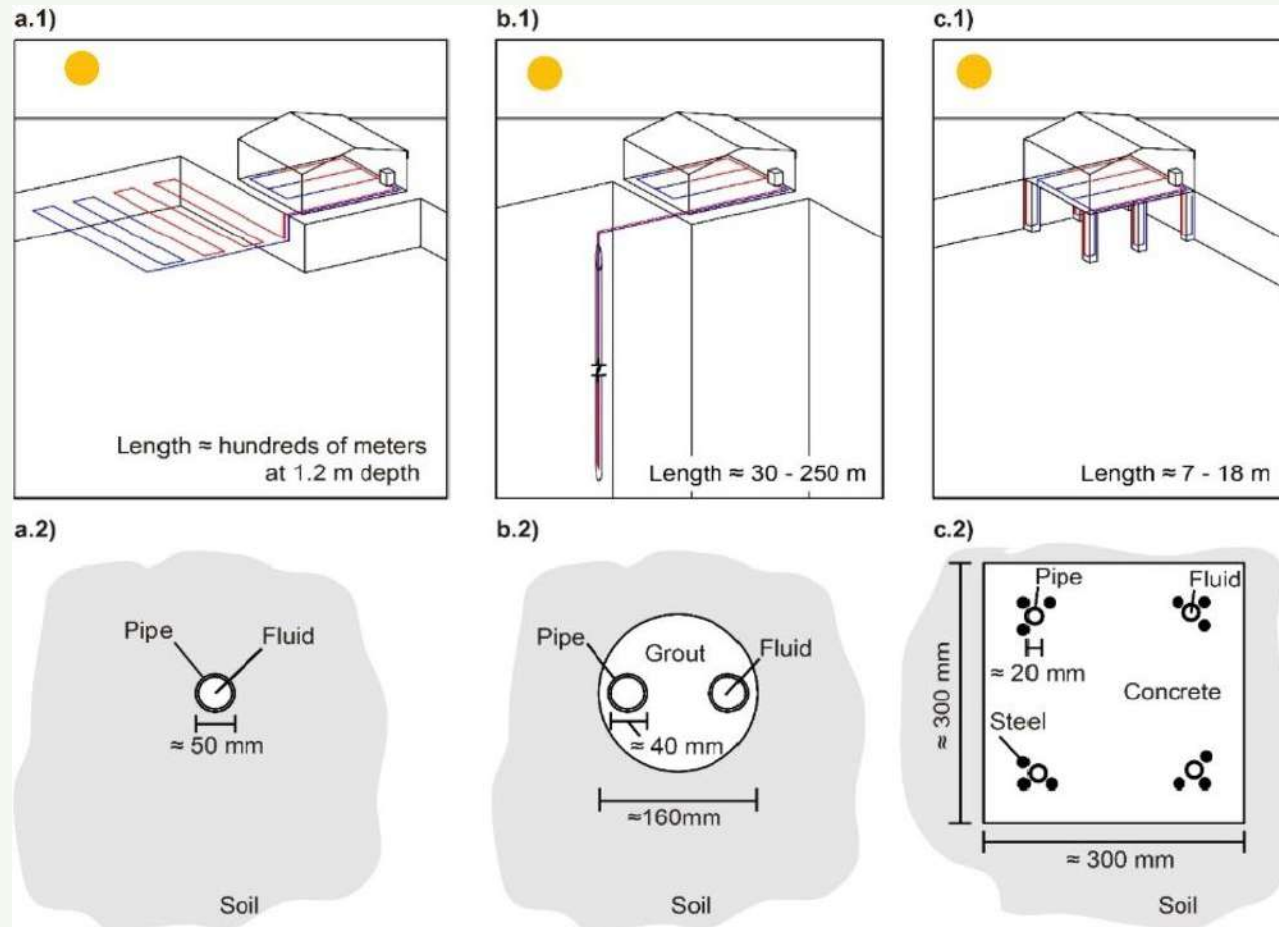 a.1)
b.1)
c.1)
Length ≈ hundreds of meters
at 1.2 m depth
Length ≈ 30 - 250 m
Length ≈ 7 - 18 m
a.2)
b.2)
c.2)
Pipe
Fluid
≈ 50 mm
Soil
Pipe
Grout
Fluid
≈ 40 mm
≈160mm
Soil
Pipe
Fluid
≈ 20 mm
≈ 300 mm
Concrete
Steel
≈ 300 mm
Soil